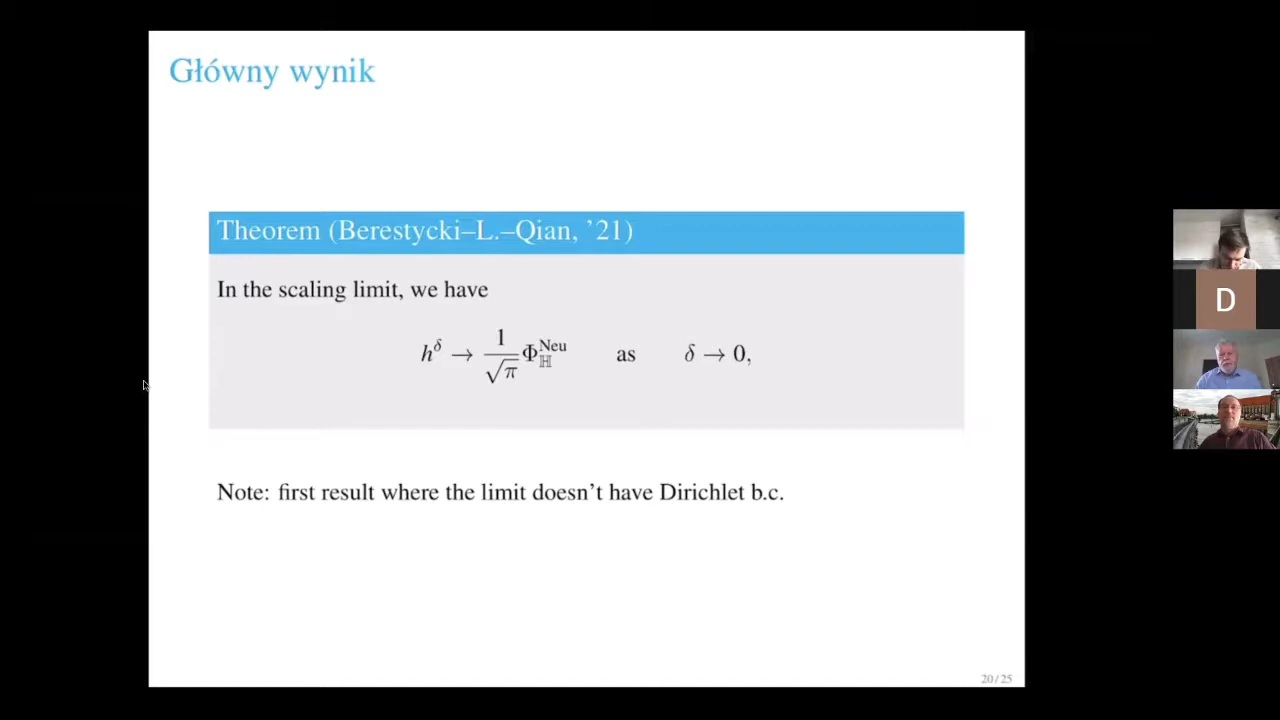 Główny wynik
Theorem (Berestycki–L.–Qian, ’21)
In the scaling limit, we have
h^δ → 1/√π Φ_ℍ^Neu as δ → 0,
Note: first result where the limit doesn’t have Dirichlet b.c.
20/25
D